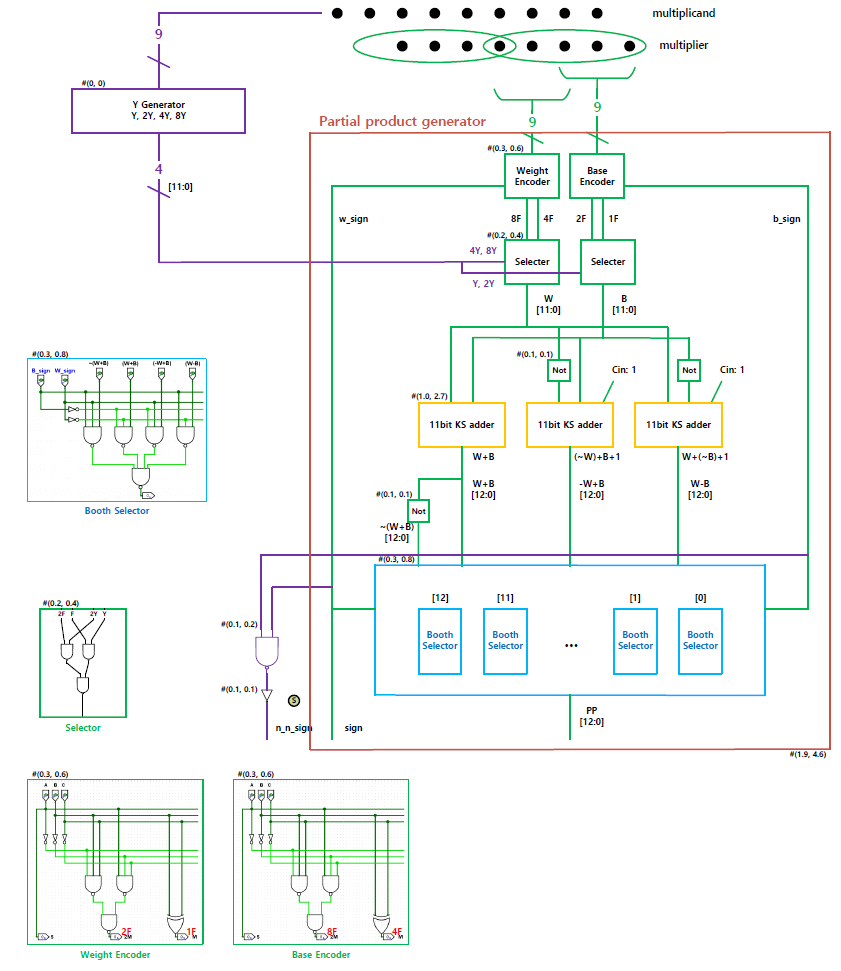 multiplicand
multiplier
9
#(0, 0)
Y Generator
Y, 2Y, 4Y, 8Y
9
9
Partial product generator
#(0.3, 0.6)
Weight
Encoder
Base
Encoder
4
[11:0]
w_sign
8F
4F
2F
1F
b_sign
#(0.2, 0.4)
4Y, 8Y
Selecter
Selecter
Y, 2Y
W
[11:0]
B
[11:0]
#(0.1, 0.1)
Not
Cin: 1
Not
Cin: 1
#(0.3, 0.8)
B_sign
W_sign
~(W+B)
(W+B)
(-W+B)
(W-B)
Booth Selector
#(1.0, 2.7)
11bit KS adder
11bit KS adder
11bit KS adder
W+B
(~W)+B+1
W+(~B)+1
W+B
[12:0]
-W+B
[12:0]
W-B
[12:0]
#(0.1, 0.1)
Not
~(W+B)
[12:0]
#(0.3, 0.8)
[12]
[11]
[1]
[0]
Booth
Selector
Booth
Selector
...
Booth
Selector
Booth
Selector
#(0.2, 0.4)
2F
F
2Y
Y
Selector
#(0.1, 0.2)
#(0.1, 0.1)
S
n_n_sign
sign
PP
[12:0]
#(1.9, 4.6)
#(0.3, 0.6)
A
B
C
S
2F
2M
1F
M
Weight Encoder
#(0.3, 0.6)
A
B
C
S
8F
2M
4F
M
Base Encoder